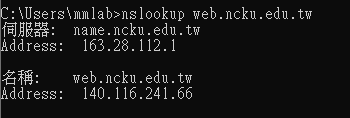 C:\Users\mmlab>nslookup web.ncku.edu.tw
伺服器:  name.ncku.edu.tw
Address:  163.28.112.1
名稱:    web.ncku.edu.tw
Address:  140.116.241.66